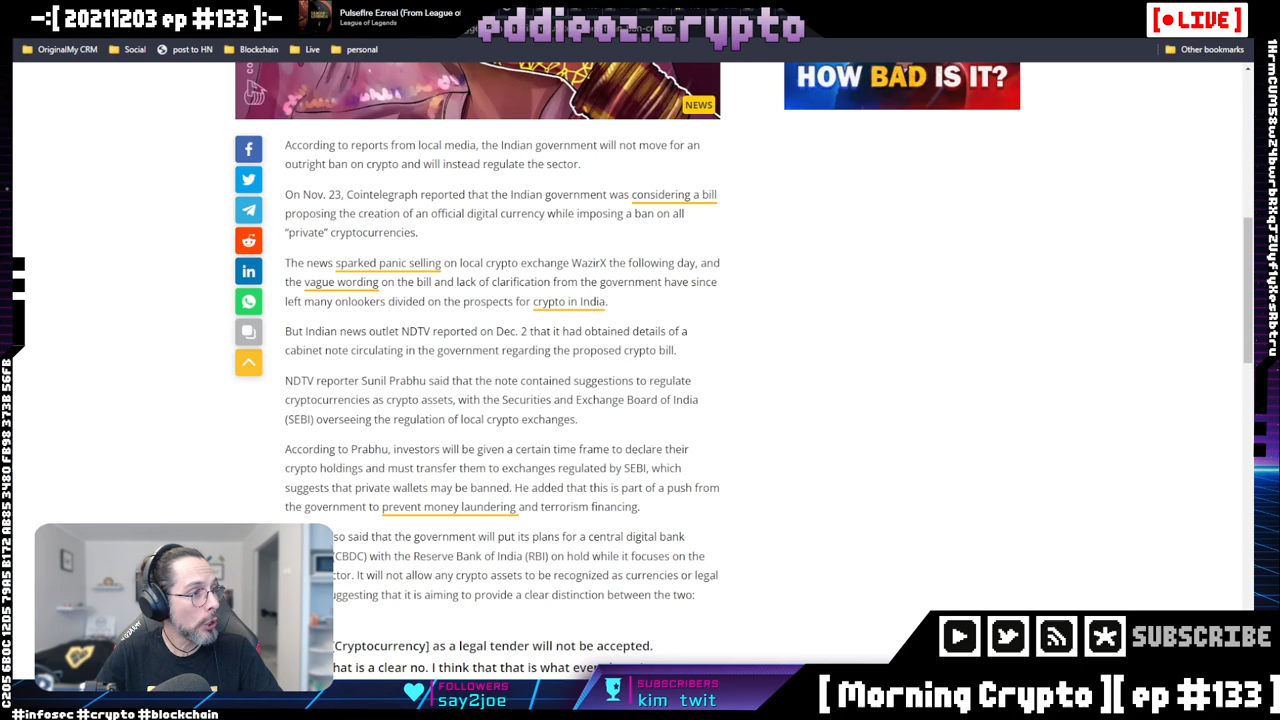 -:[ 20211203 ep #133 ]:-
Pulsefire Ezreal (From League of
League of Legends
eddieoz.crypto
[● LIVE]
OriginalMy CRM
Social
post to HN
Blockchain
Live
personal
Other bookmarks
NEWS
HOW BAD IS IT?
According to reports from local media, the Indian government will not move for an
outright ban on crypto and will instead regulate the sector.
On Nov. 23, Cointelegraph reported that the Indian government was considering a bill
proposing the creation of an official digital currency while imposing a ban on all
“private” cryptocurrencies.
The news sparked panic selling on local crypto exchange WazirX the following day, and
the vague wording on the bill and lack of clarification from the government have since
left many onlookers divided on the prospects for crypto in India.
But Indian news outlet NDTV reported on Dec. 2 that it had obtained details of a
cabinet note circulating in the government regarding the proposed crypto bill.
NDTV reporter Sunil Prabhu said that the note contained suggestions to regulate
cryptocurrencies as crypto assets, with the Securities and Exchange Board of India
(SEBI) overseeing the regulation of local crypto exchanges.
According to Prabhu, investors will be given a certain time frame to declare their
crypto holdings and must transfer them to exchanges regulated by SEBI, which
suggests that private wallets may be banned. He added that this is part of a push from
the government to prevent money laundering and terrorism financing.
so said that the government will put its plans for a central digital bank
(CBDC) with the Reserve Bank of India (RBI) on hold while it focuses on the
ctor. It will not allow any crypto assets to be recognized as currencies or legal
uggesting that it is aiming to provide a clear distinction between the two:
[Cryptocurrency] as a legal tender will not be accepted.
hat is a clear no. I think that that is what
FOLLOWERS
say2joe
SUBSCRIBERS
kim twit
SUBSCRIBE
[ Morning Crypto ][ ep #133 ]
#infosec #crypto #blockchain